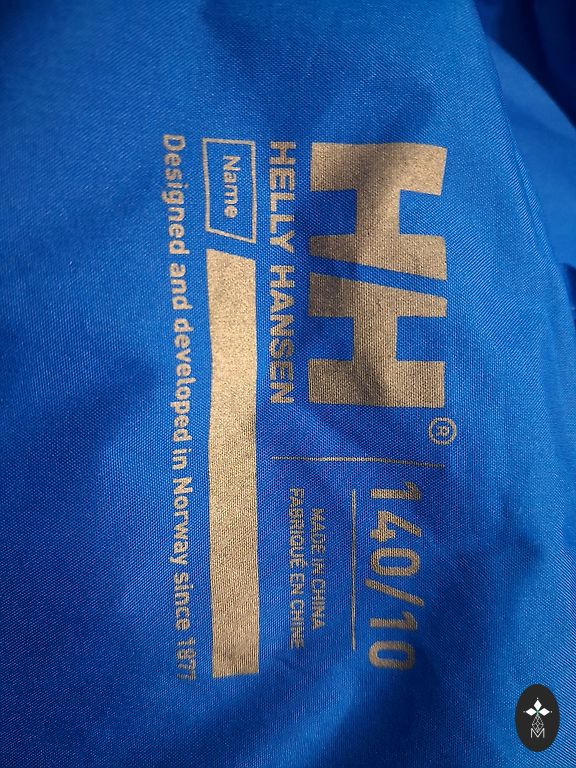 HH®
HELLY HANSEN
140/10
MADE IN CHINA
FABRIQUÉ EN CHINE
Name
Designed and developed in Norway since 1877
M